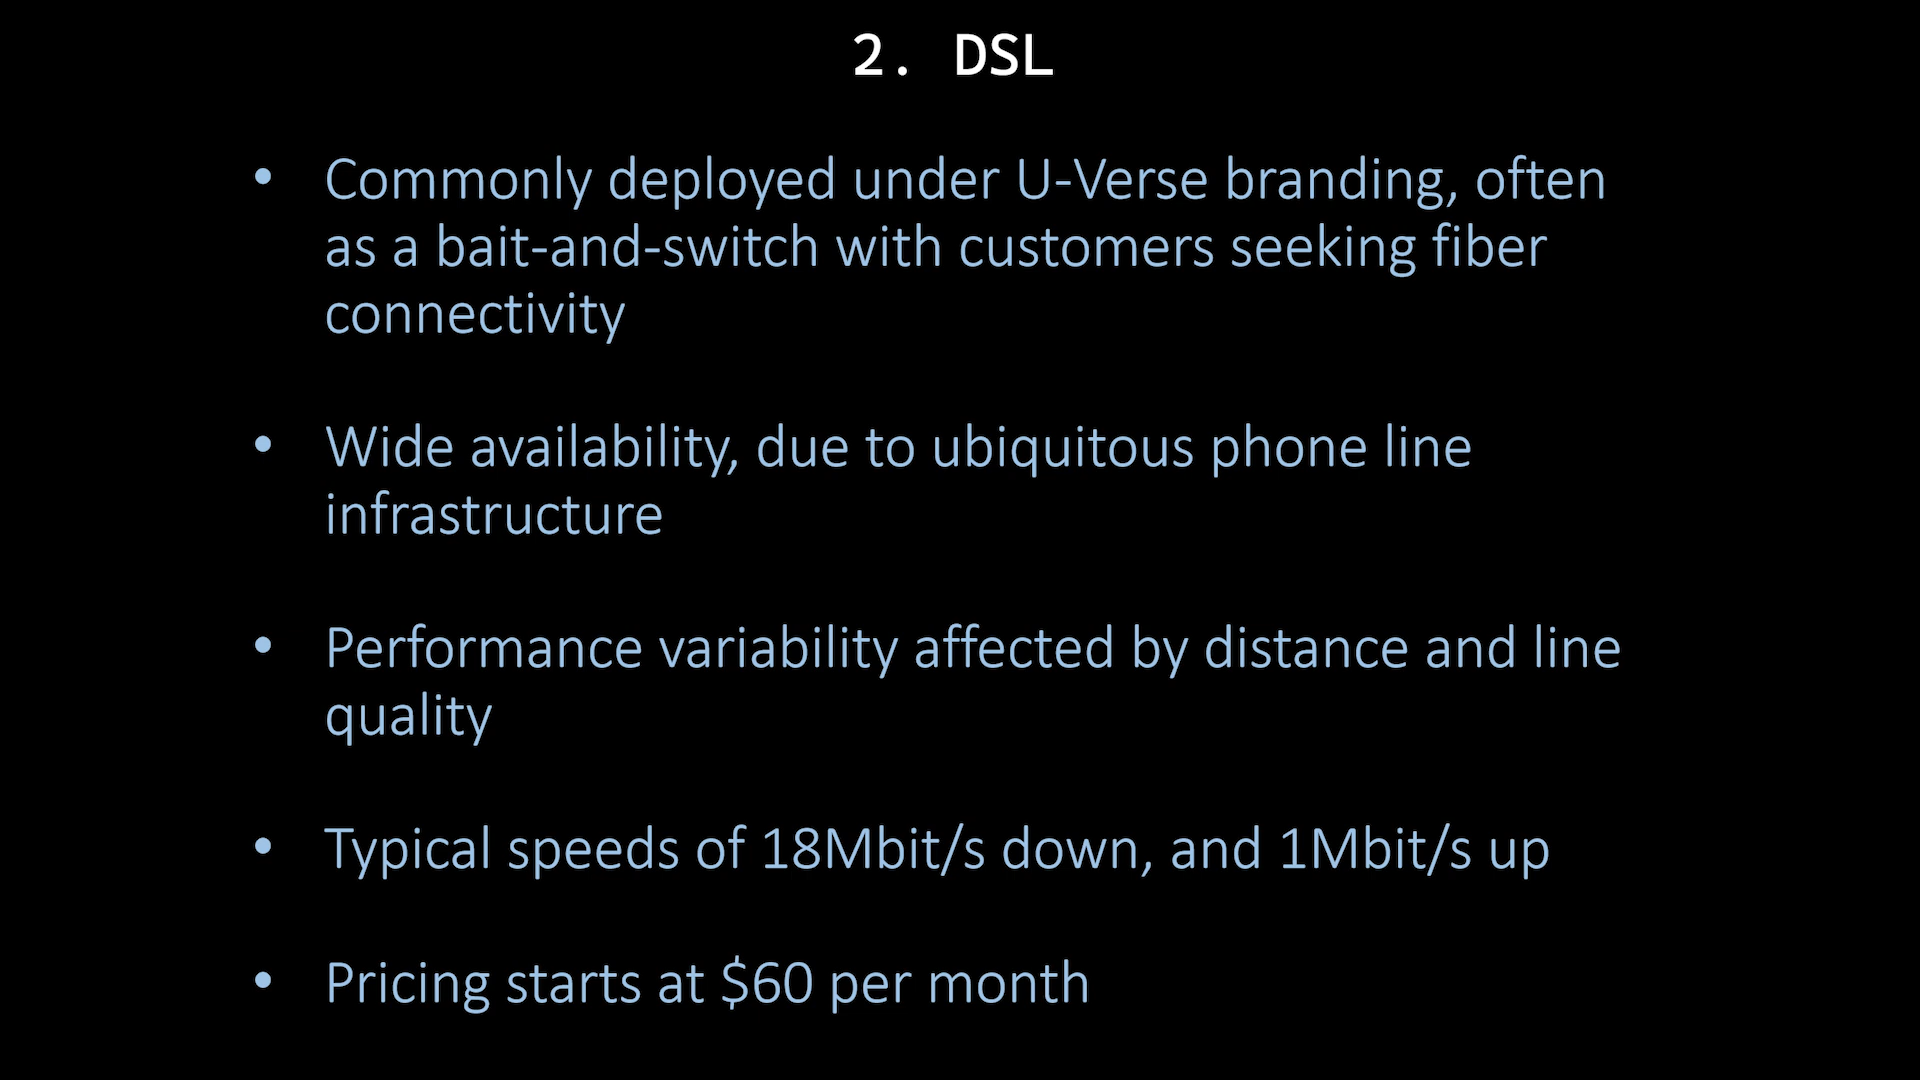 2. DSL
• Commonly deployed under U-Verse branding, often
as a bait-and-switch with customers seeking fiber
connectivity
• Wide availability, due to ubiquitous phone line
infrastructure
• Performance variability affected by distance and line
quality
• Typical speeds of 18Mbit/s down, and 1Mbit/s up
• Pricing starts at $60 per month